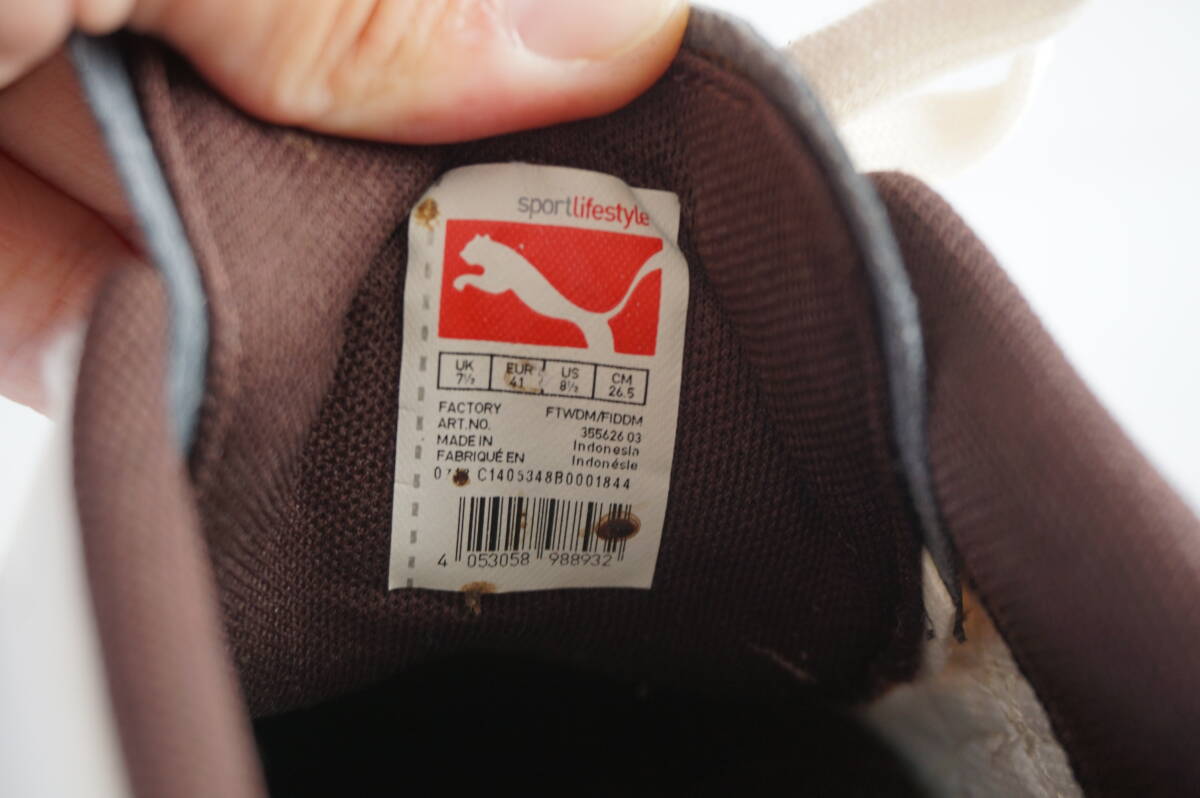 sportlifestyle
UK EUR US CM
7½ 41 8½ 26.5
FACTORY FTWDM/FIDDM
ART.NO. 355626 03
MADE IN Indonesia
FABRIQUÉ EN Indonésie
C1405348B0001844
4 053058 988932